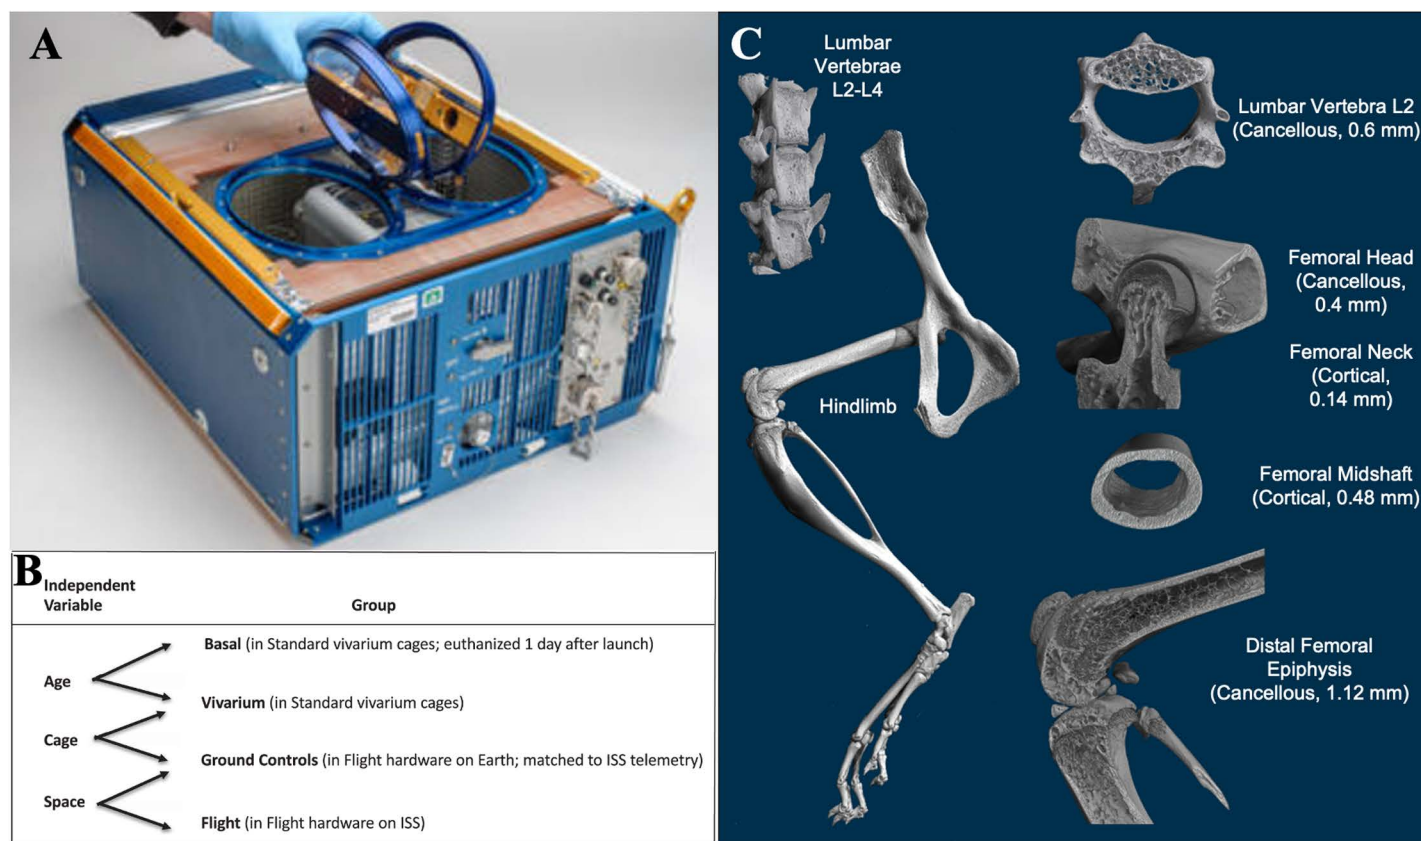 A
B
Independent
Variable
Group
Basal (in Standard vivarium cages; euthanized 1 day after launch)
Age
Vivarium (in Standard vivarium cages)
Cage
Ground Controls (in Flight hardware on Earth; matched to ISS telemetry)
Space
Flight (in Flight hardware on ISS)
C
Lumbar
Vertebrae
L2-L4
Hindlimb
Lumbar Vertebra L2
(Cancellous, 0.6 mm)
Femoral Head
(Cancellous,
0.4 mm)
Femoral Neck
(Cortical,
0.14 mm)
Femoral Midshaft
(Cortical, 0.48 mm)
Distal Femoral
Epiphysis
(Cancellous, 1.12 mm)